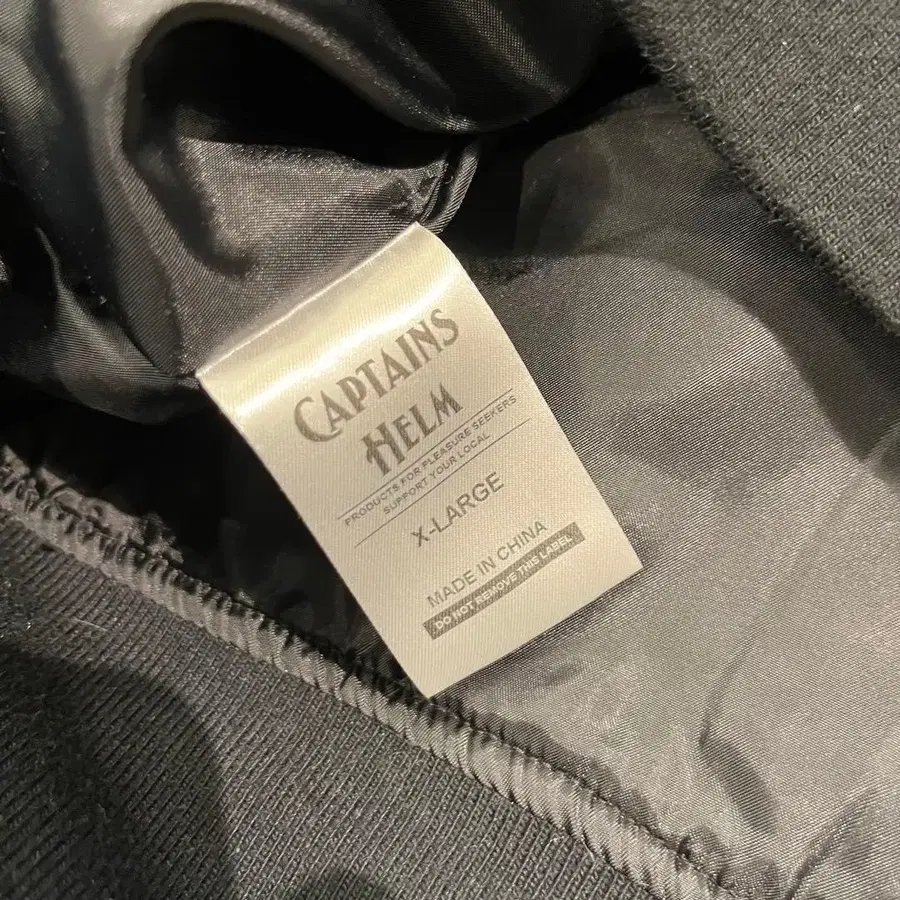 CAPTAINS
HELM
PRODUCTS FOR PLEASURE SEEKERS
SUPPORT YOUR LOCAL
X-LARGE
MADE IN CHINA
DO NOT REMOVE THIS LABEL